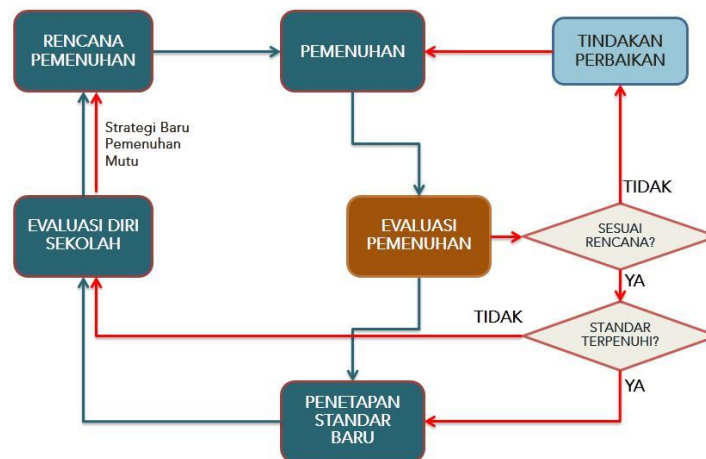 RENCANA
PEMENUHAN
PEMENUHAN
TINDAKAN
PERBAIKAN
Strategi Baru
Pemenuhan
Mutu
TIDAK
EVALUASI DIRI
SEKOLAH
EVALUASI
PEMENUHAN
SESUAI
RENCANA?
YA
TIDAK
STANDAR
TERPENUHI?
YA
PENETAPAN
STANDAR
BARU